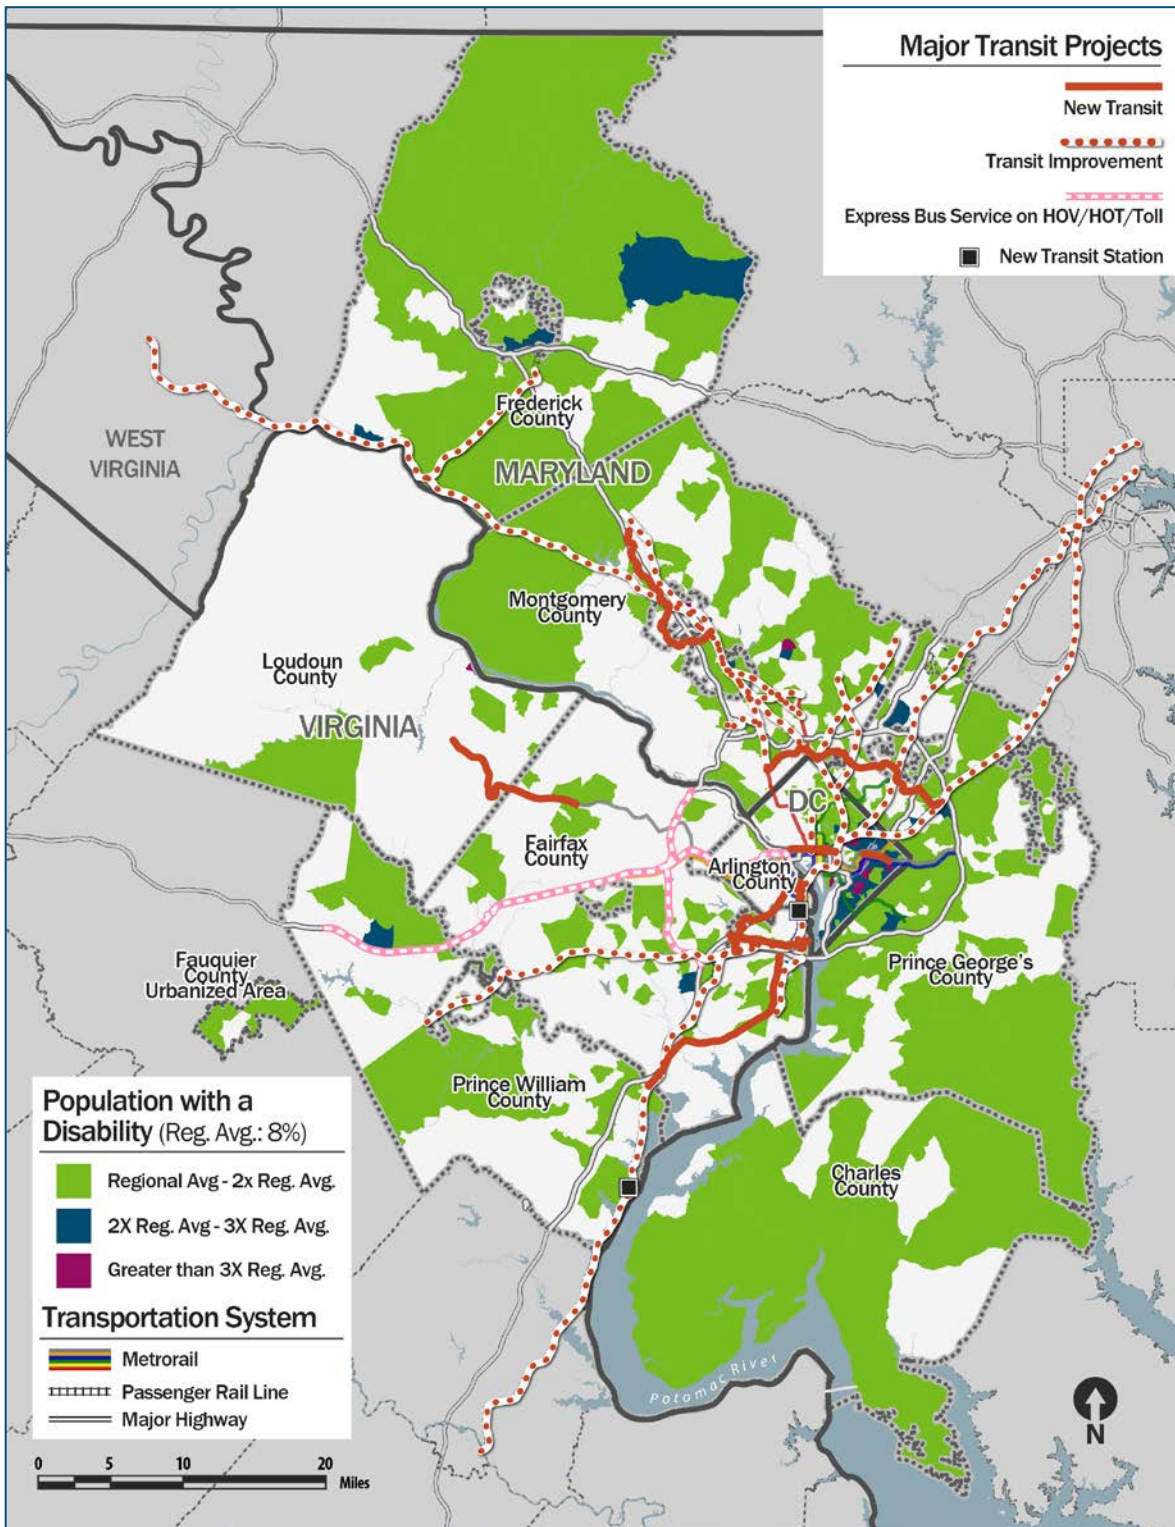 Major Transit Projects
New Transit
Transit Improvement
Express Bus Service on HOV/HOT/Toll
New Transit Station
WEST
VIRGINIA
Frederick
County
MARYLAND
Montgomery
County
Loudoun
County
VIRGINIA
DC
Fairfax
County
Arlington
County
Fauquier
County
Urbanized Area
Prince George's
County
Prince William
County
Charles
County
Potomac River
Population with a
Disability (Reg. Avg.: 8%)
Regional Avg - 2x Reg. Avg.
2X Reg. Avg - 3X Reg. Avg.
Greater than 3X Reg. Avg.
Transportation System
Metrorail
Passenger Rail Line
Major Highway
0 5 10 20
Miles
N